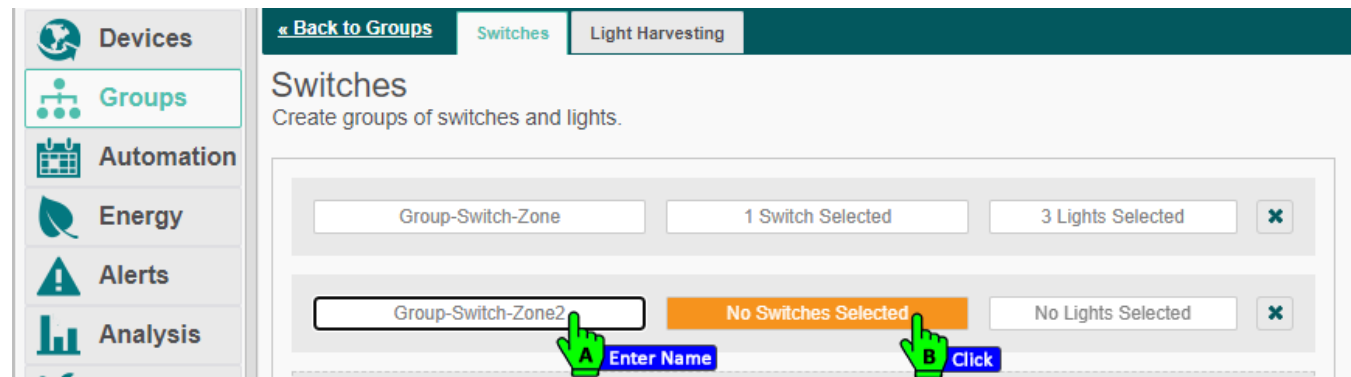 Devices
Groups
Automation
Energy
Alerts
Analysis
« Back to Groups
Switches
Light Harvesting
Switches
Create groups of switches and lights.
Group-Switch-Zone
1 Switch Selected
3 Lights Selected
Group-Switch-Zone2
No Switches Selected
No Lights Selected
A Enter Name
B Click